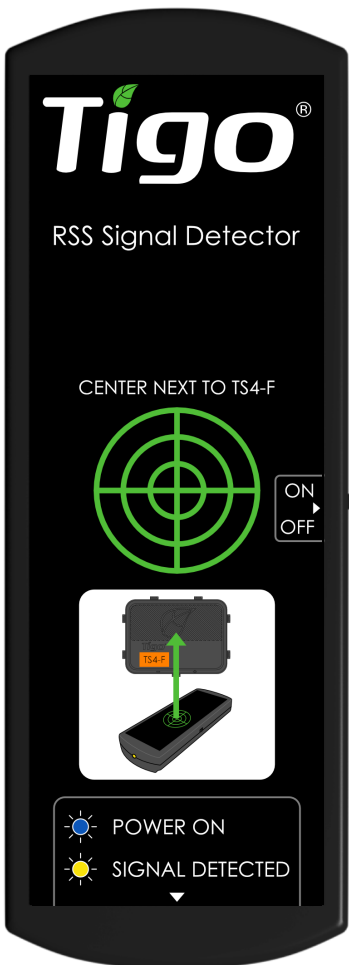 Tigo®
RSS Signal Detector
CENTER NEXT TO TS4-F
ON
OFF
TS4-F
POWER ON
SIGNAL DETECTED